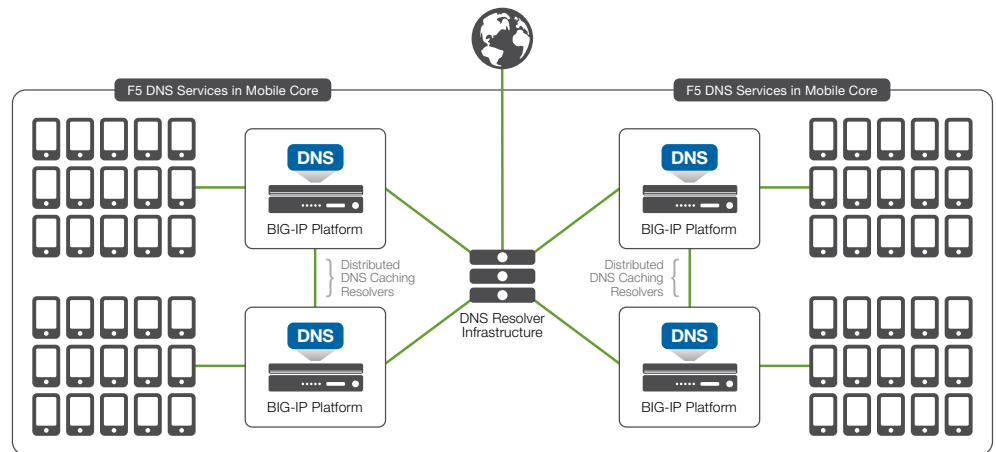 F5 DNS Services in Mobile Core
F5 DNS Services in Mobile Core
DNS
BIG-IP Platform
DNS
BIG-IP Platform
Distributed
DNS Caching
Resolvers
Distributed
DNS Caching
Resolvers
DNS Resolver
Infrastructure
DNS
BIG-IP Platform
DNS
BIG-IP Platform